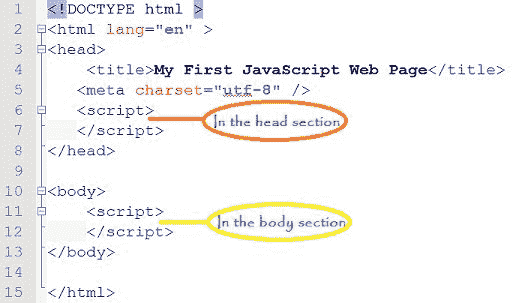 1 <!DOCTYPE html >
2 <html lang="en" >
3 <head>
4 <title>My First JavaScript Web Page</title>
5 <meta charset="utf-8" />
6 <script>
In the head section
7 </script>
8 </head>
9
10 <body>
11 <script>
In the body section
12 </script>
13 </body>
14
15 </html>